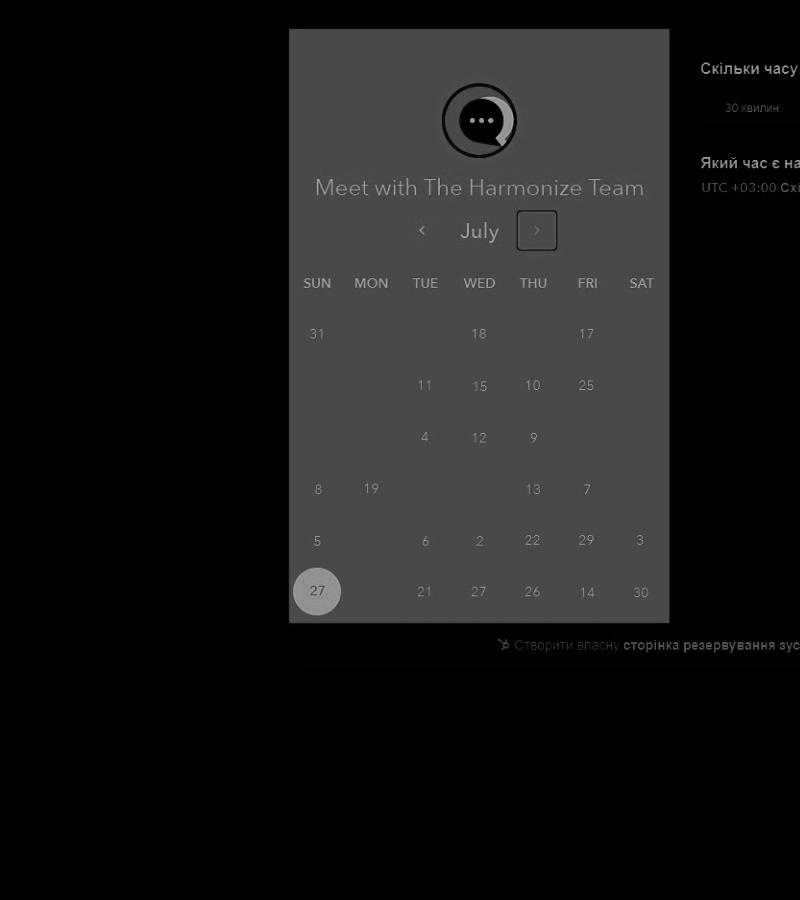 Скільки часу
30 хвилин
Який час є на
UTC +03:00 Схі
Meet with The Harmonize Team
July
SUN MON TUE WED THU FRI SAT
31 18 17
11 15 10 25
4 12 9
8 19 13 7
5 6 2 22 29 3
27 21 27 26 14 30
Створити власну сторінка резервування зус